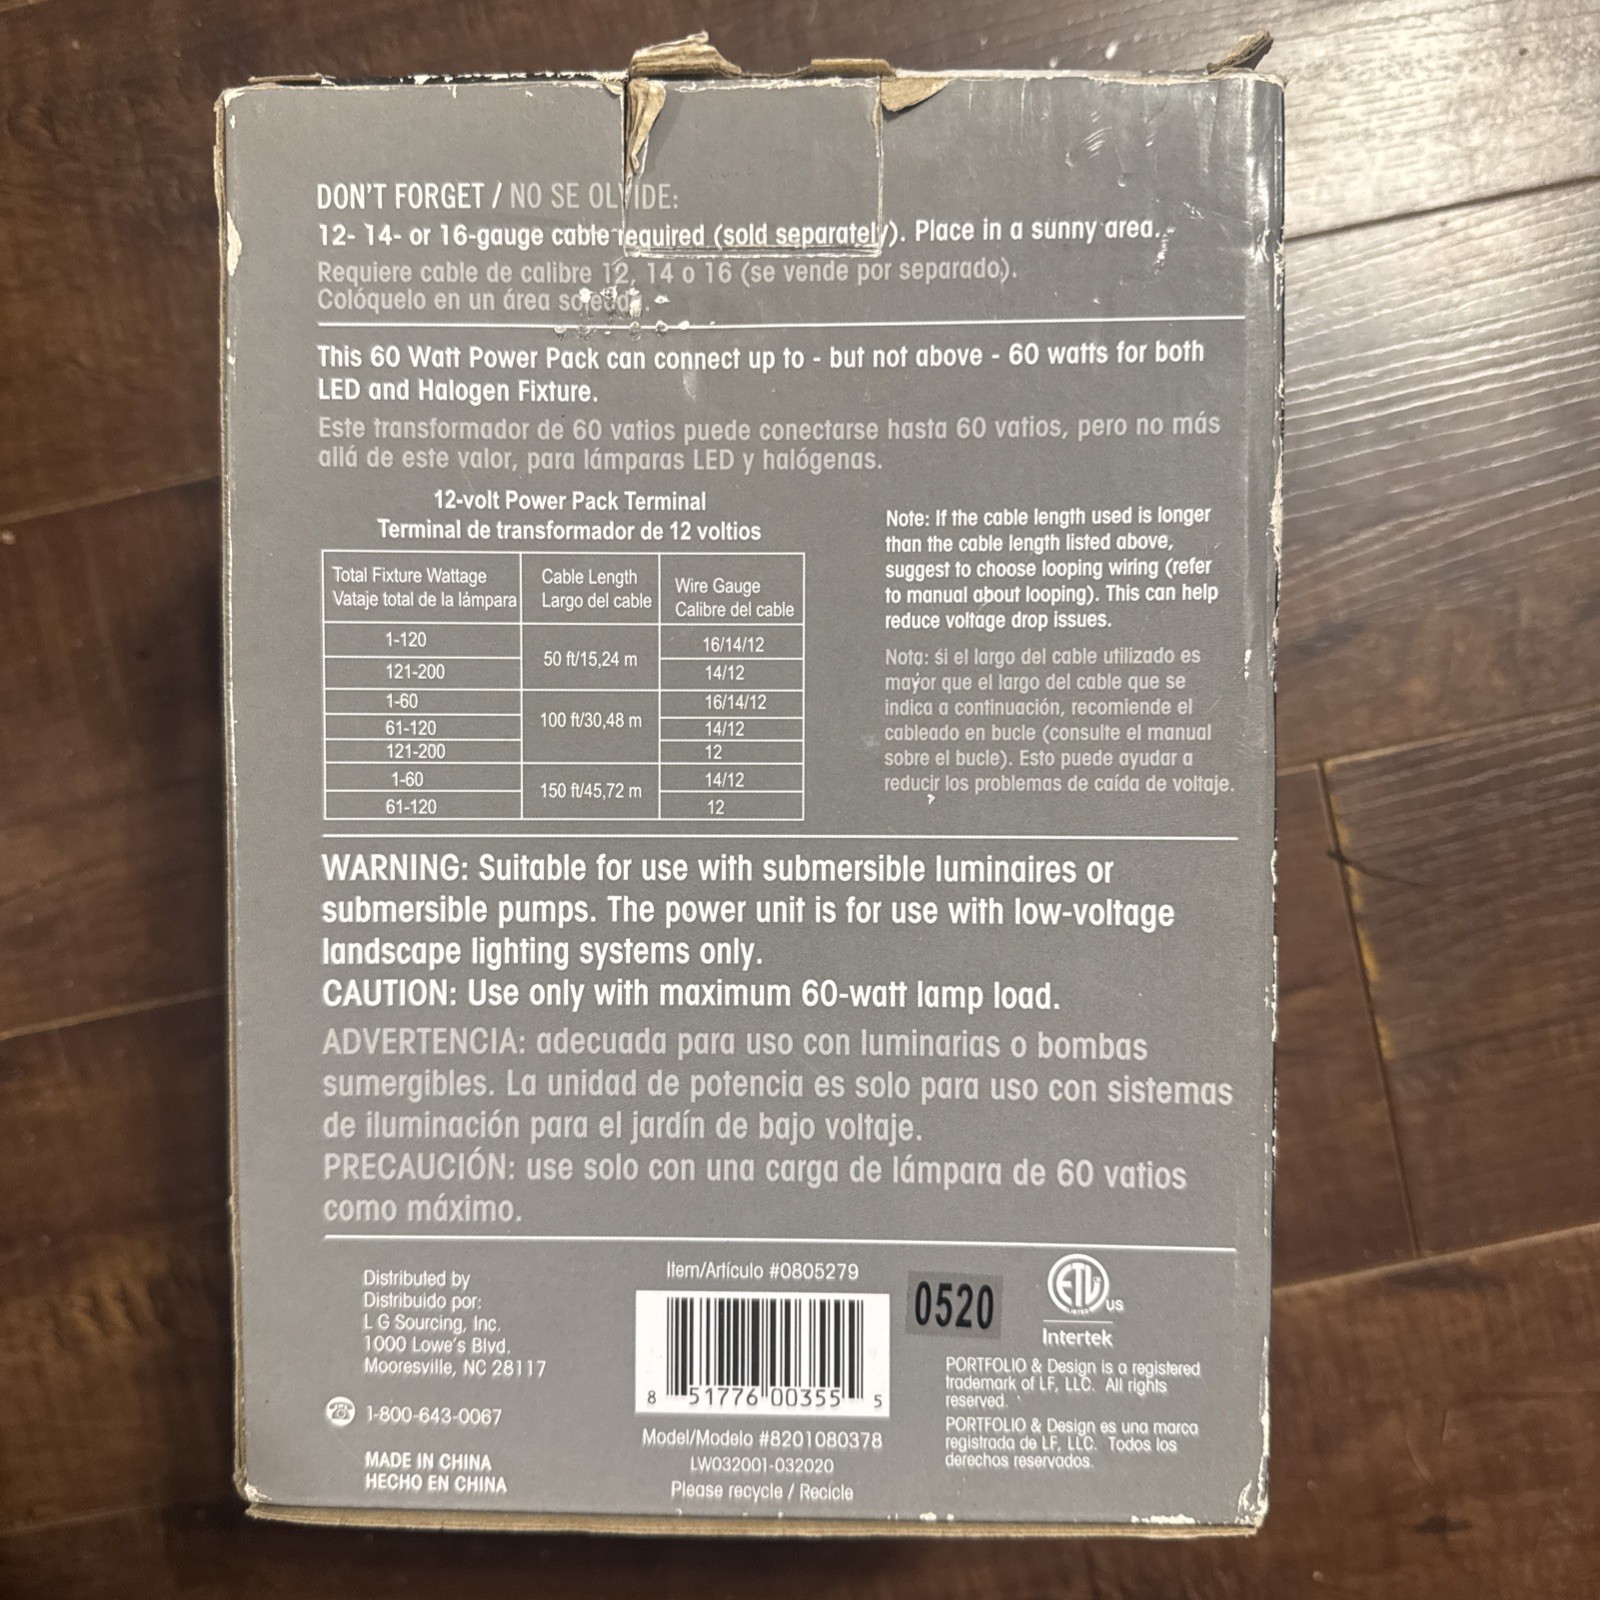 DON'T FORGET / NO SE OLVIDE:
12- 14- or 16-gauge cable required (sold separately). Place in a sunny area.
Requiere cable de calibre 12, 14 o 16 (se vende por separado).
Colóquelo en un área soleada.
This 60 Watt Power Pack can connect up to - but not above - 60 watts for both
LED and Halogen Fixture.
Este transformador de 60 vatios puede conectarse hasta 60 vatios, pero no más
allá de este valor, para lámparas LED y halógenas.
12-volt Power Pack Terminal
Terminal de transformador de 12 voltios
Total Fixture Wattage
Vataje total de la lámpara
Cable Length
Largo del cable
Wire Gauge
Calibre del cable
1-120
50 ft/15,24 m
16/14/12
121-200
14/12
1-60
100 ft/30,48 m
16/14/12
61-120
14/12
121-200
12
1-60
150 ft/45,72 m
14/12
61-120
12
Note: If the cable length used is longer
than the cable length listed above,
suggest to choose looping wiring (refer
to manual about looping). This can help
reduce voltage drop issues.
Nota: si el largo del cable utilizado es
mayor que el largo del cable que se
indica a continuación, recomiende el
cableado en bucle (consulte el manual
sobre el bucle). Esto puede ayudar a
reducir los problemas de caída de voltaje.
WARNING: Suitable for use with submersible luminaires or
submersible pumps. The power unit is for use with low-voltage
landscape lighting systems only.
CAUTION: Use only with maximum 60-watt lamp load.
ADVERTENCIA: adecuada para uso con luminarias o bombas
sumergibles. La unidad de potencia es solo para uso con sistemas
de iluminación para el jardín de bajo voltaje.
PRECAUCIÓN: use solo con una carga de lámpara de 60 vatios
como máximo.
Distributed by
Distribuido por:
L G Sourcing, Inc.
1000 Lowe's Blvd.
Mooresville, NC 28117
1-800-643-0067
MADE IN CHINA
HECHO EN CHINA
Item/Artículo #0805279
8 51776 00355 5
Model/Modelo #8201080378
LW032001-032020
Please recycle / Recicle
0520
ETL
LISTED
US
Intertek
PORTFOLIO & Design is a registered
trademark of LF, LLC. All rights
reserved.
PORTFOLIO & Design es una marca
registrada de LF, LLC. Todos los
derechos reservados.